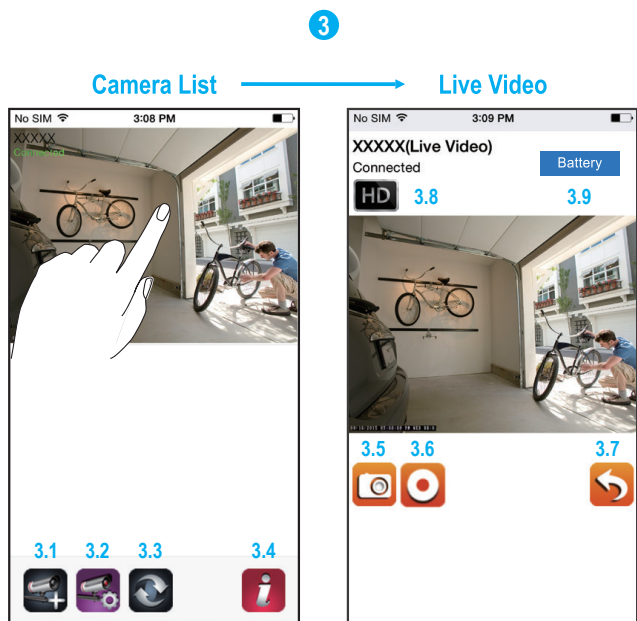 3
Camera List
Live Video
No SIM 3:08 PM
XXXXX
Connected
3.1 3.2 3.3 3.4
No SIM 3:09 PM
XXXXX(Live Video)
Connected
Battery
HD 3.8 3.9
3.5 3.6 3.7